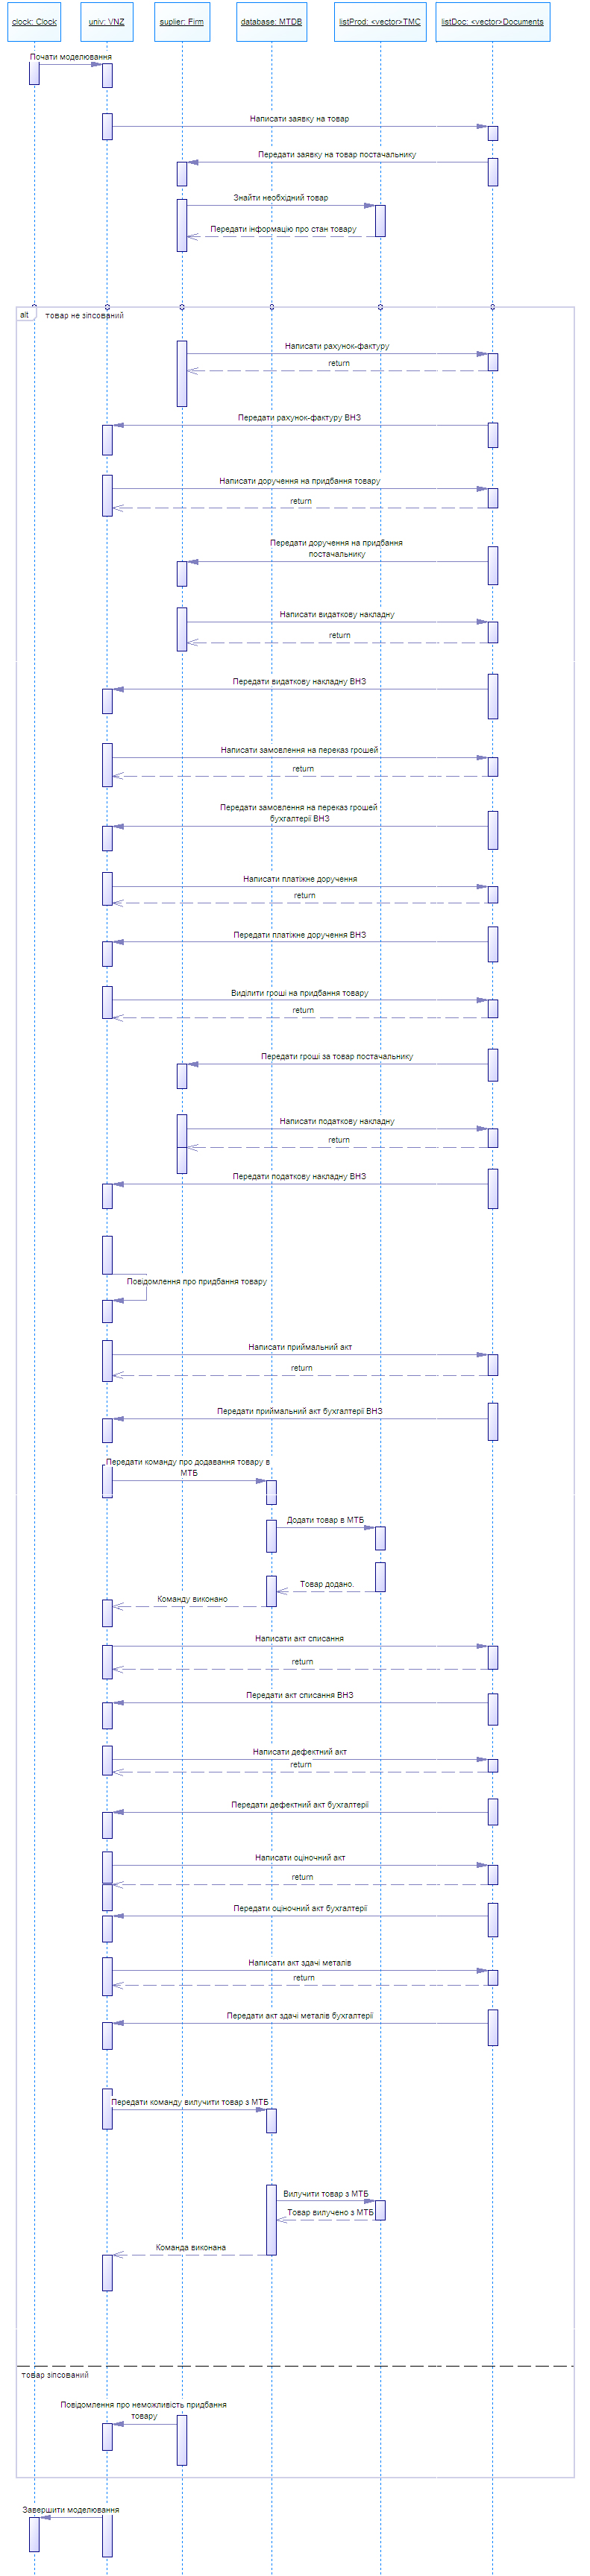 clock: Clock
univ: VNZ
suplier: Firm
database: MTDB
listProd: <vector>TMC
listDoc: <vector>Documents
Почати моделювання
Написати заявку на товар
Передати заявку на товар постачальнику
Знайти необхідний товар
Передати інформацію про стан товару
alt
товар не зіпсований
Написати рахунок-фактуру
return
Передати рахунок-фактуру ВНЗ
Написати доручення на придбання товару
return
Передати доручення на придбання
постачальнику
Написати видаткову накладну
return
Передати видаткову накладну ВНЗ
Написати замовлення на переказ грошей
return
Передати замовлення на переказ грошей
бухгалтерії ВНЗ
Написати платіжне доручення
return
Передати платіжне доручення ВНЗ
Виділити гроші на придбання товару
return
Передати гроші за товар постачальнику
Написати податкову накладну
return
Передати податкову накладну ВНЗ
Повідомлення про придбання товару
Написати приймальний акт
return
Передати приймальний акт бухгалтерії ВНЗ
Передати команду про додавання товару в
МТБ
Додати товар в МТБ
Товар додано.
Команду виконано
Написати акт списання
return
Передати акт списання ВНЗ
Написати дефектний акт
return
Передати дефектний акт бухгалтерії
Написати оціночний акт
return
Передати оціночний акт бухгалтерії
Написати акт здачі металів
return
Передати акт здачі металів бухгалтерії
Передати команду вилучити товар з МТБ
Вилучити товар з МТБ
Товар вилучено з МТБ
Команда виконана
товар зіпсований
Повідомлення про неможливість придбання
товару
Завершити моделювання